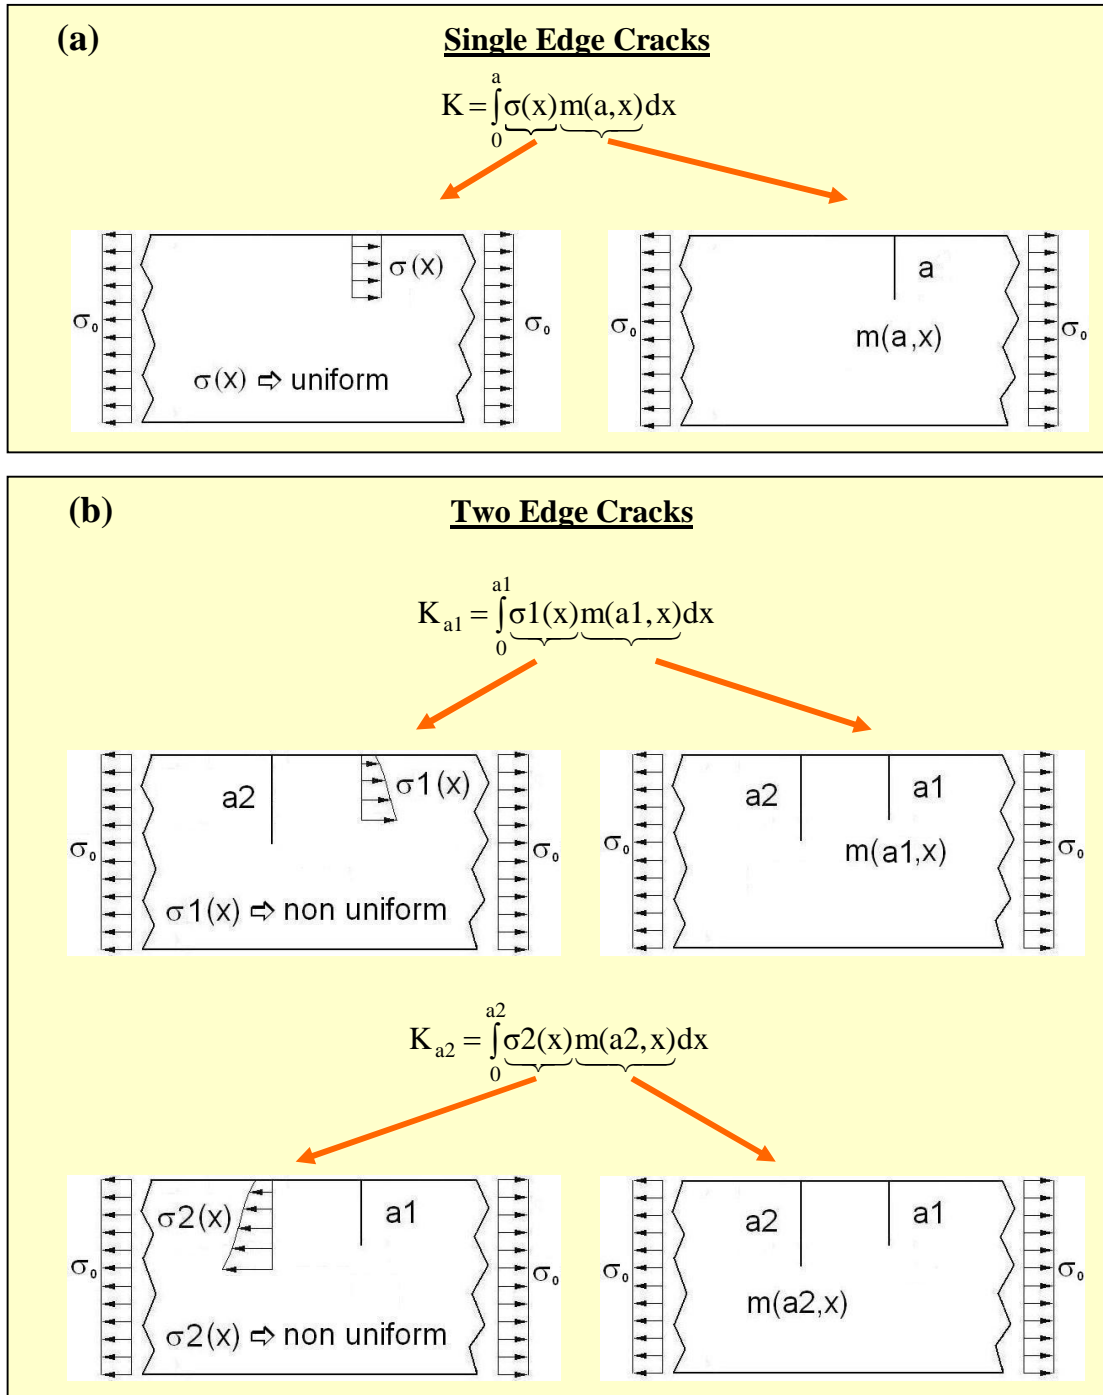 (a)
Single Edge Cracks
K = ∫₀ᵃ σ(x) m(a,x) dx
σ(x)
σ₀
σ₀
σ(x) ⇨ uniform
a
σ₀
m(a,x)
σ₀
(b)
Two Edge Cracks
Kₐ₁ = ∫₀ᵃ¹ σ1(x) m(a1,x) dx
a2
σ1(x)
σ₀
σ₀
σ1(x) ⇨ non uniform
a2
a1
σ₀
m(a1,x)
σ₀
Kₐ₂ = ∫₀ᵃ² σ2(x) m(a2,x) dx
σ2(x)
a1
σ₀
σ₀
σ2(x) ⇨ non uniform
a2
a1
σ₀
σ₀
m(a2,x)